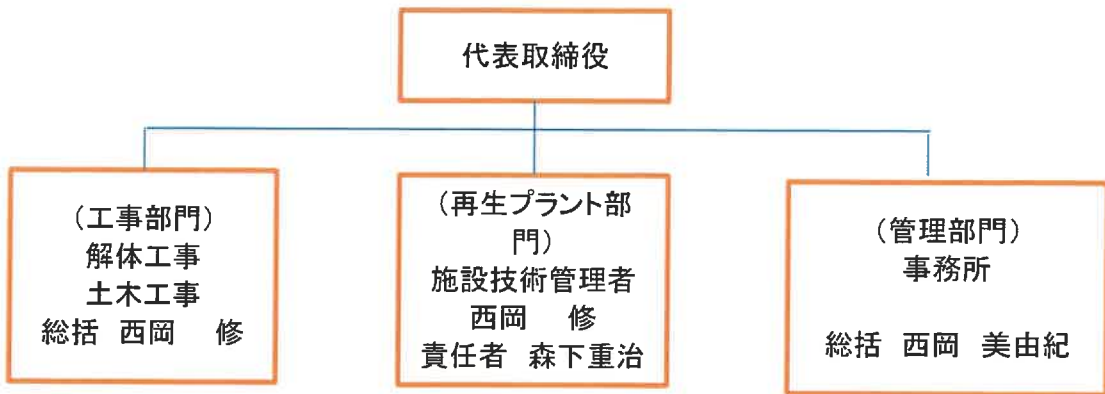 代表取締役
(工事部門)
解体工事
土木工事
総括 西岡 修
(再生プラント部
門)
施設技術管理者
西岡 修
責任者 森下重治
(管理部門)
事務所
総括 西岡 美由紀